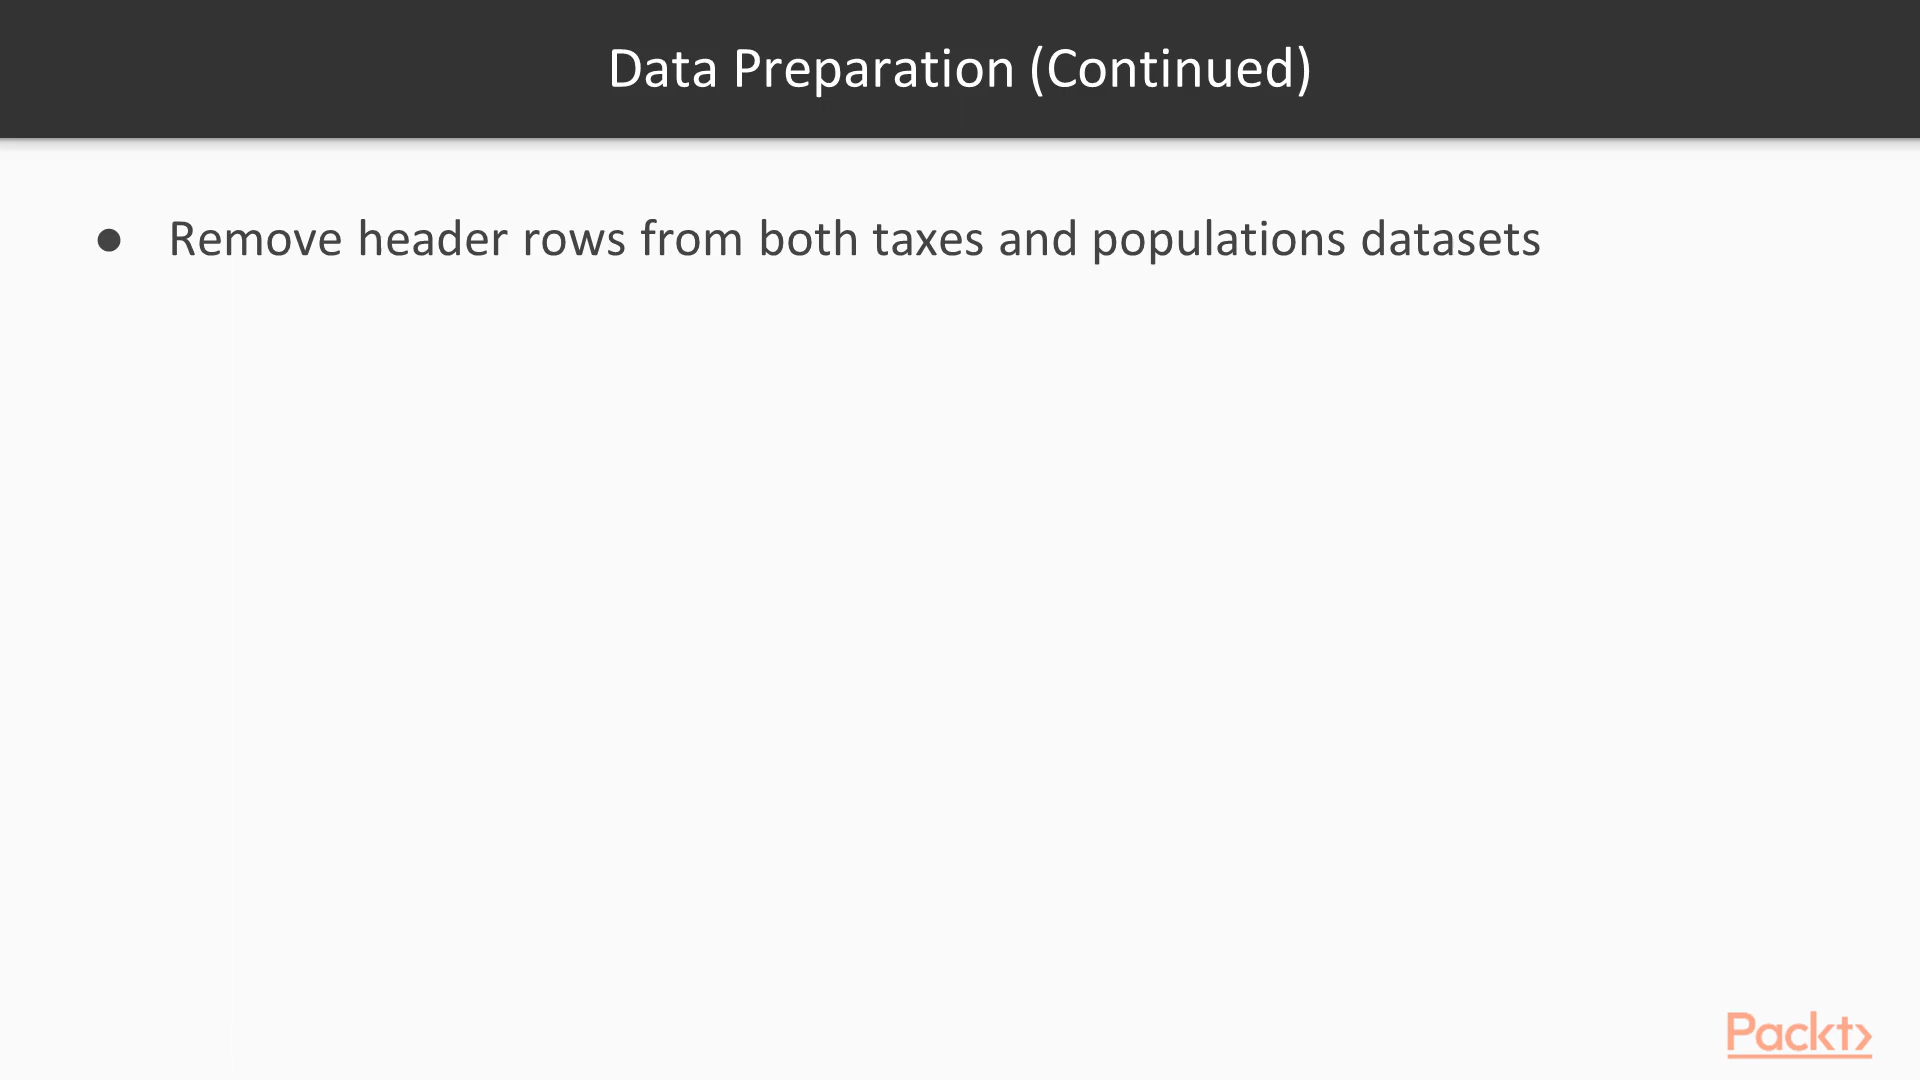 Data Preparation (Continued)
● Remove header rows from both taxes and populations datasets
Packt>